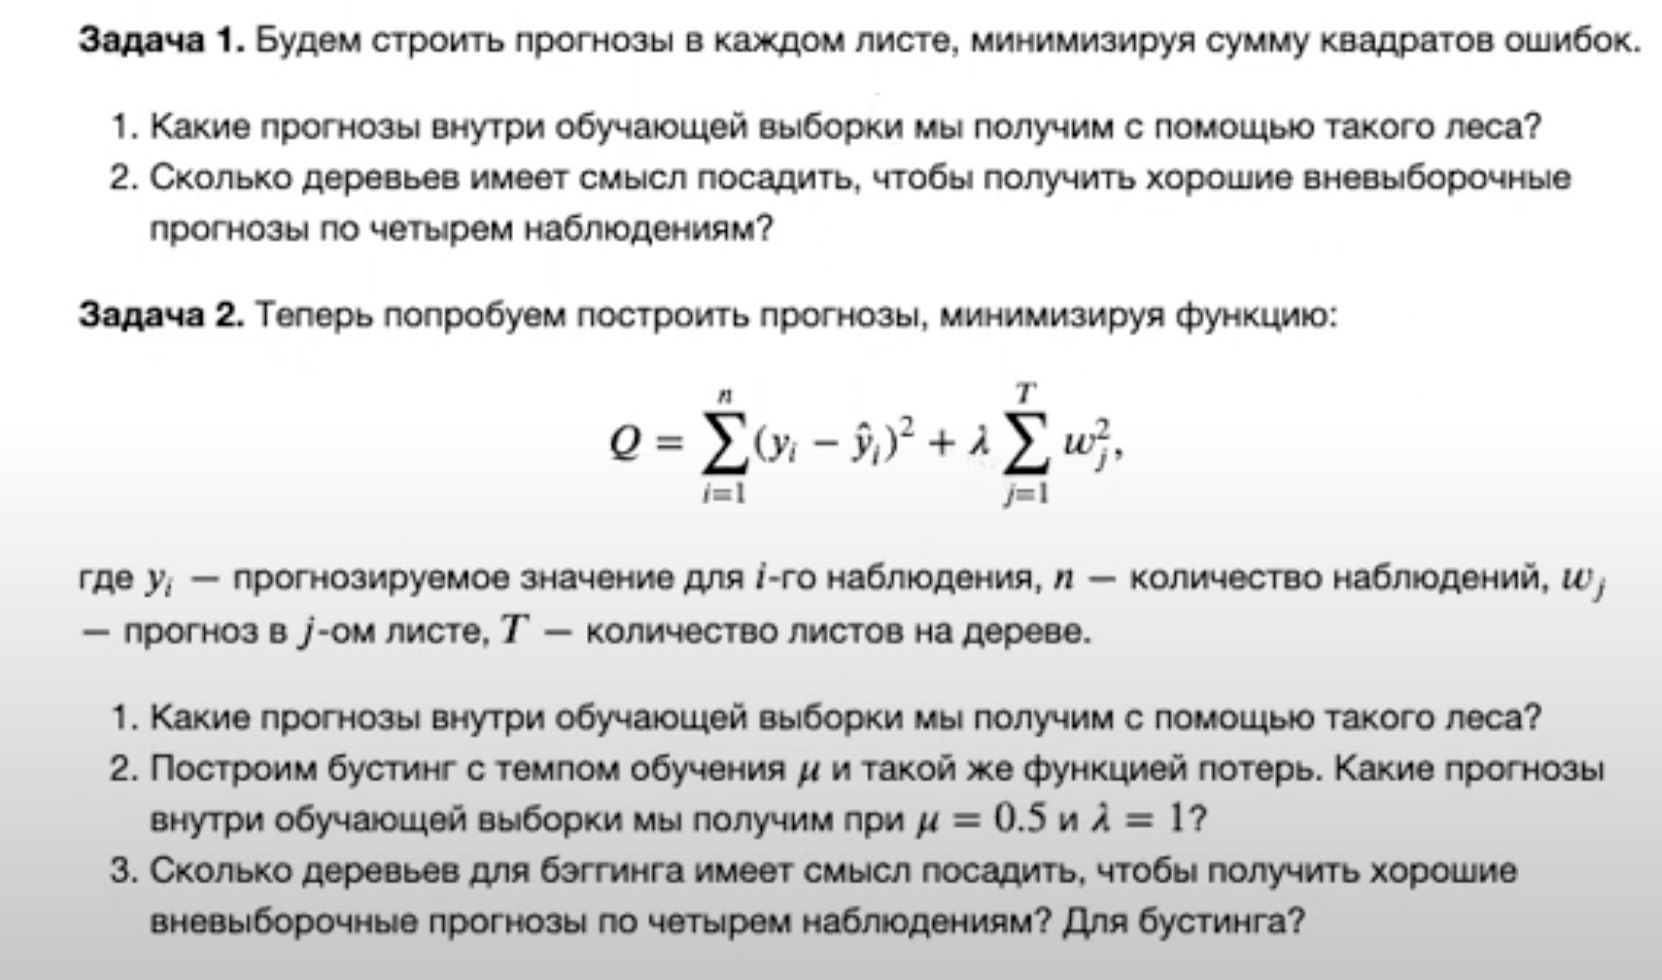 Задача 1. Будем строить прогнозы в каждом листе, минимизируя сумму квадратов ошибок.
1. Какие прогнозы внутри обучающей выборки мы получим с помощью такого леса?
2. Сколько деревьев имеет смысл посадить, чтобы получить хорошие вневыборочные
прогнозы по четырем наблюдениям?
Задача 2. Теперь попробуем построить прогнозы, минимизируя функцию:
Q = \sum_{i=1}^{n} (y_i − ŷ_i)^2 + λ \sum_{j=1}^{T} w_j^2,
где y_i — прогнозируемое значение для i-го наблюдения, n — количество наблюдений, w_j
— прогноз в j-ом листе, T — количество листов на дереве.
1. Какие прогнозы внутри обучающей выборки мы получим с помощью такого леса?
2. Построим бустинг с темпом обучения μ и такой же функцией потерь. Какие прогнозы
внутри обучающей выборки мы получим при μ = 0.5 и λ = 1?
3. Сколько деревьев для бэггинга имеет смысл посадить, чтобы получить хорошие
вневыборочные прогнозы по четырем наблюдениям? Для бустинга?